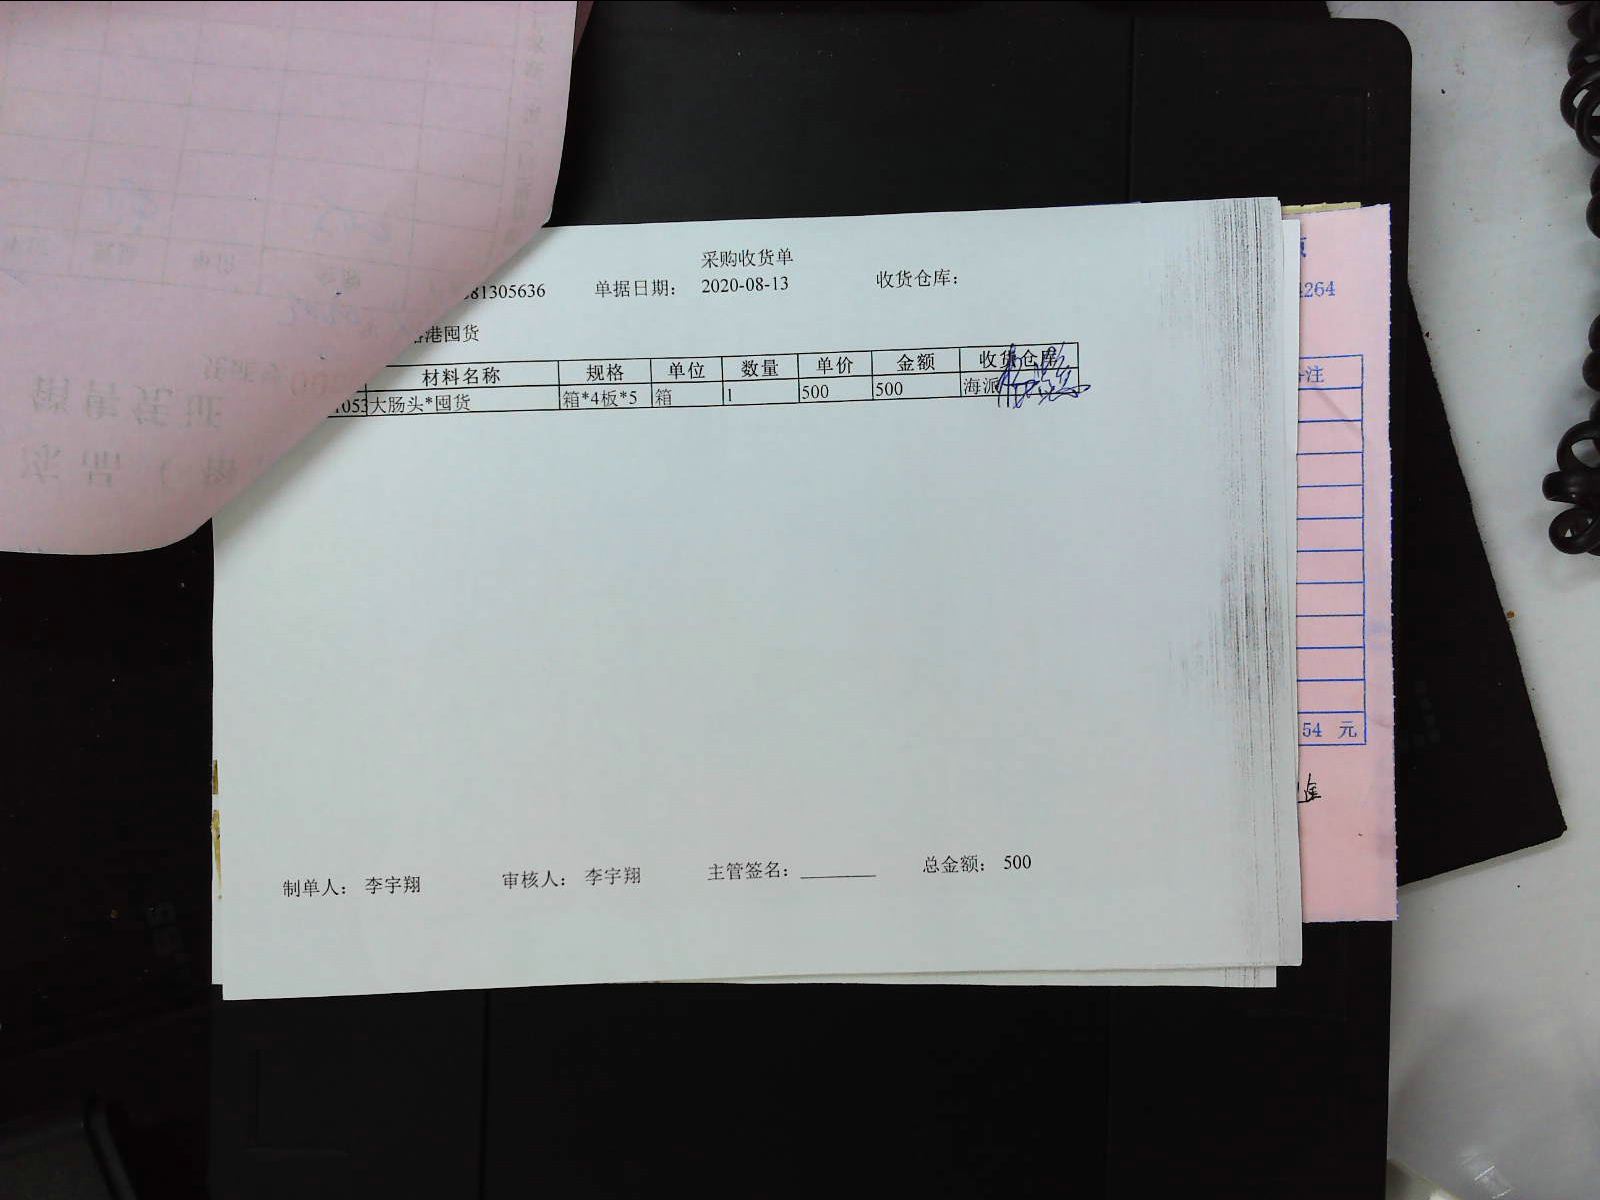 采购收货单
81305636 单据日期： 2020-08-13 收货仓库：
港囤货
材料名称 规格 单位 数量 单价 金额 收货仓库
1053 大肠头*囤货 箱*4板*5 箱 1 500 500 海派
制单人： 李宇翔 审核人： 李宇翔 主管签名：________ 总金额： 500
264
注
54 元